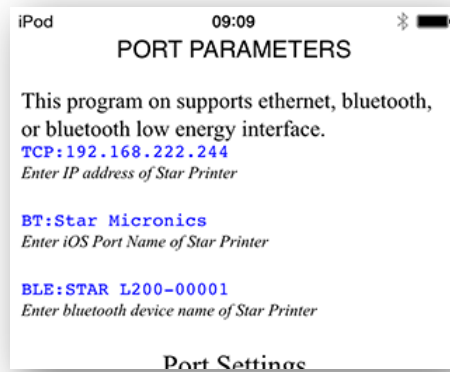 iPod 09:09
PORT PARAMETERS
This program on supports ethernet, bluetooth,
or bluetooth low energy interface.
TCP:192.168.222.244
Enter IP address of Star Printer
BT:Star Micronics
Enter iOS Port Name of Star Printer
BLE:STAR L200-00001
Enter bluetooth device name of Star Printer
Port Settings